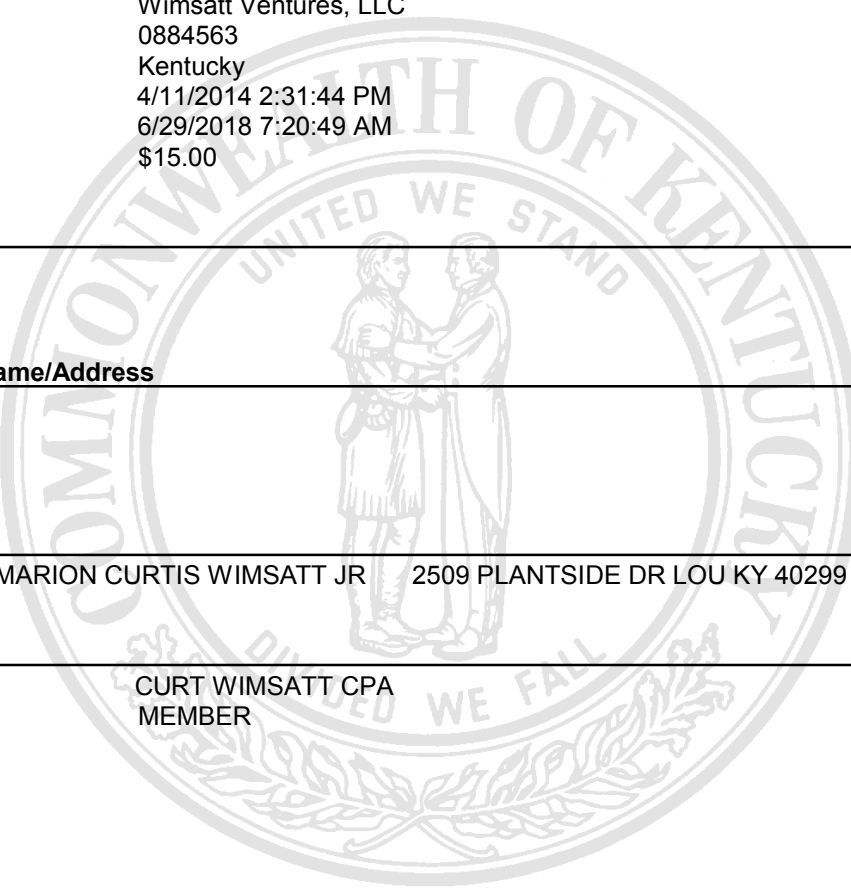 Wimsatt Ventures, LLC
0884563
Kentucky
4/11/2014 2:31:44 PM
6/29/2018 7:20:49 AM
$15.00
COMMONWEALTH OF KENTUCKY
UNITED WE STAND
ame/Address
MARION CURTIS WIMSATT JR 2509 PLANTSIDE DR LOU KY 40299
DIVIDED WE FALL
CURT WIMSATT CPA
MEMBER